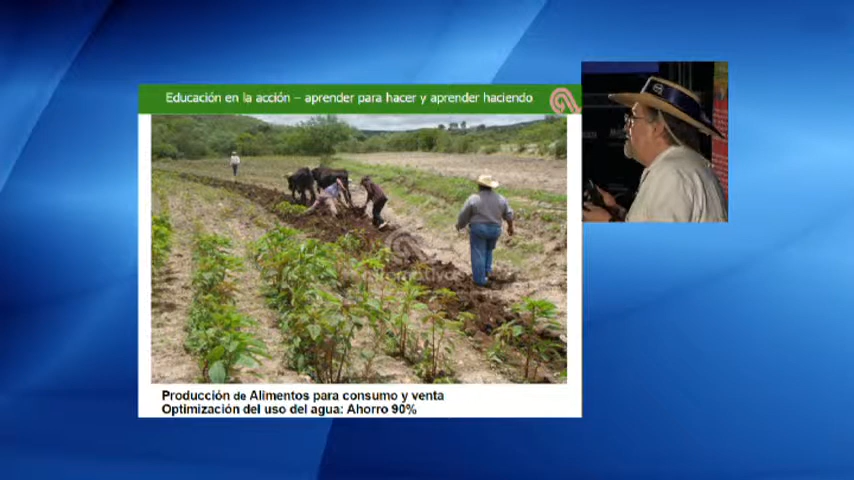 Educación en la acción – aprender para hacer y aprender haciendo
Producción de Alimentos para consumo y venta
Optimización del uso del agua: Ahorro 90%